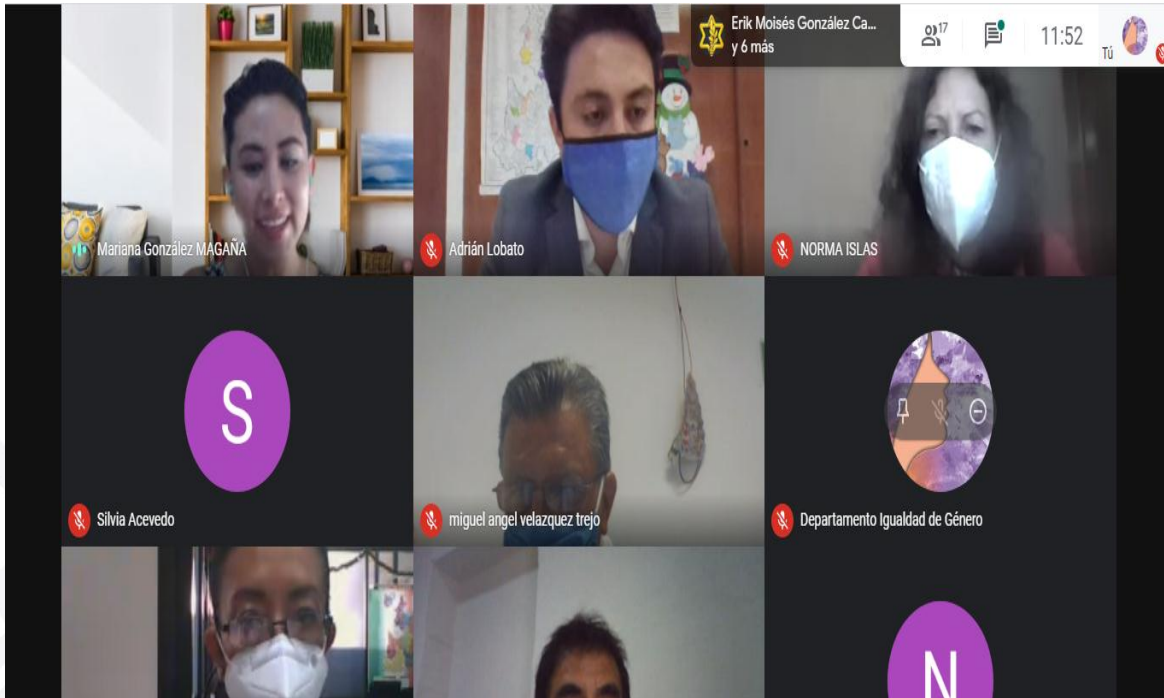 Erik Moisés González Ca...
y 6 más
17
11:52
Tú
Mariana González MAGAÑA
Adrián Lobato
NORMA ISLAS
S
Silvia Acevedo
miguel angel velazquez trejo
Departamento Igualdad de Género
N